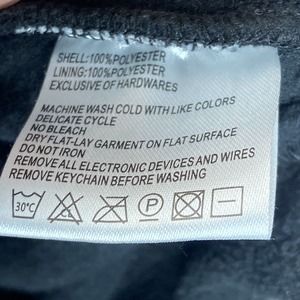 SHELL:100%POLYESTER
LINING:100%POLYESTER
EXCLUSIVE OF HARDWARES
MACHINE WASH COLD WITH LIKE COLORS
DELICATE CYCLE
NO BLEACH
DRY FLAT-LAY GARMENT ON FLAT SURFACE
DO NOT IRON
REMOVE ALL ELECTRONIC DEVICES AND WIRES
REMOVE KEYCHAIN BEFORE WASHING
30°C P